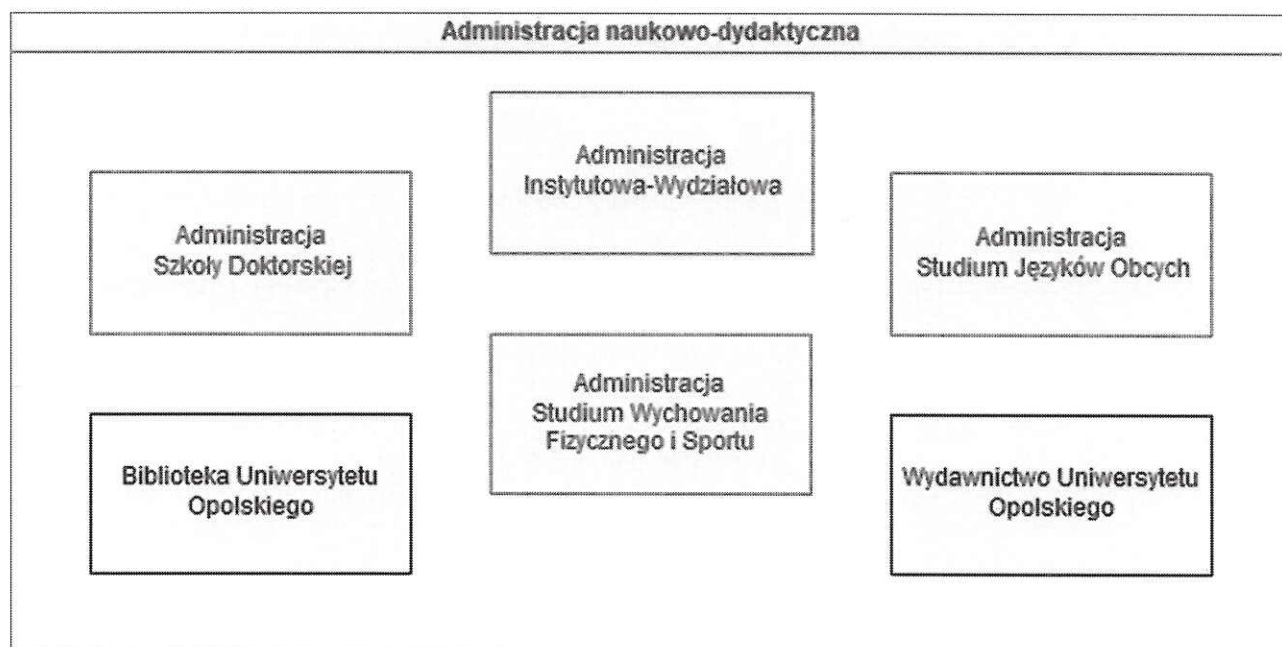 Administracja naukowo-dydaktyczna
Administracja
Instytutowa-Wydziałowa
Administracja
Szkoły Doktorskiej
Administracja
Studium Języków Obcych
Administracja
Studium Wychowania
Fizycznego i Sportu
Biblioteka Uniwersytetu
Opolskiego
Wydawnictwo Uniwersytetu
Opolskiego